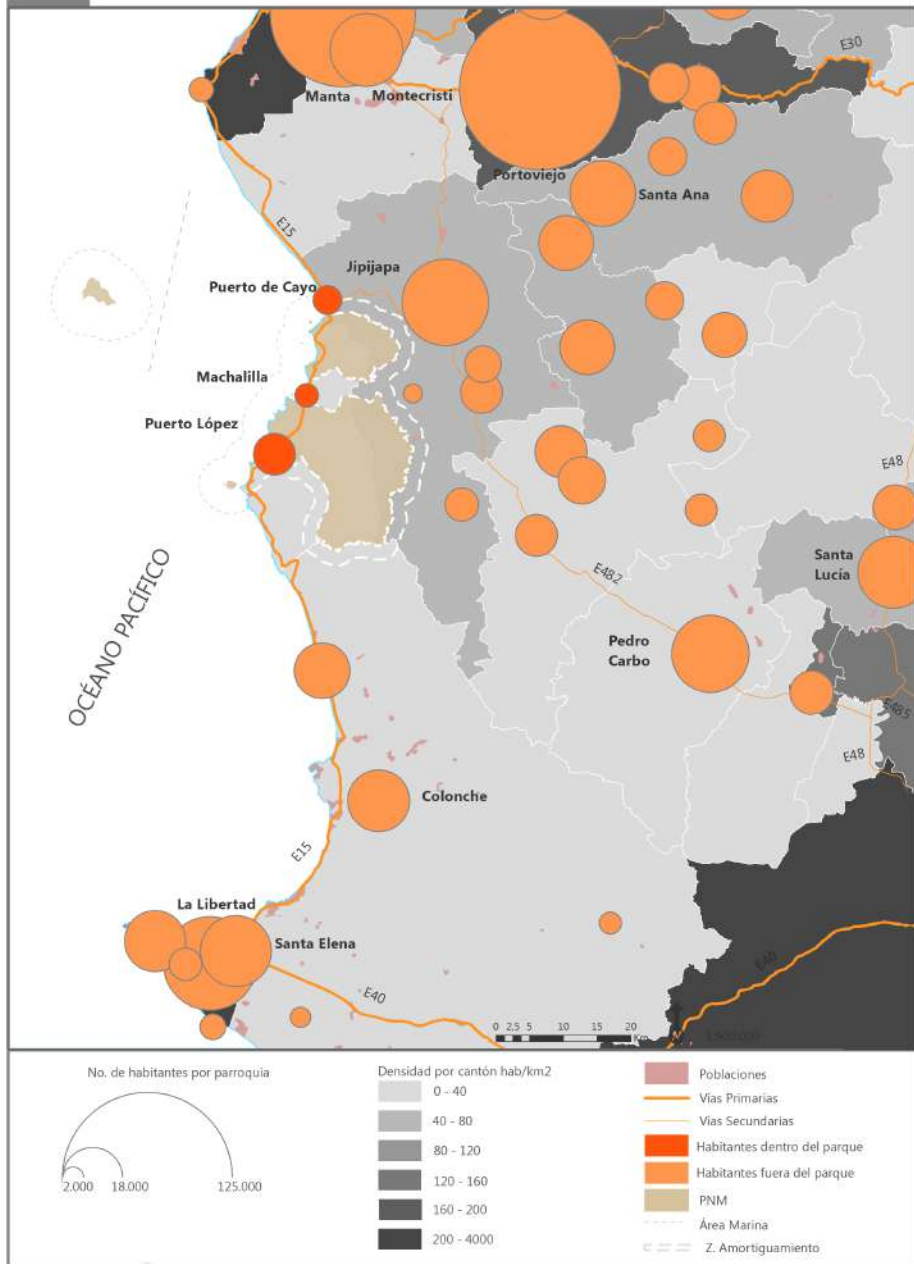 E30
Manta
Montecristi
Portoviejo
Santa Ana
E15
Jipijapa
Puerto de Cayo
Machalilla
Puerto López
E48
Santa
Lucía
OCÉANO PACÍFICO
E482
Pedro
Carbo
E485
E48
Colonche
E15
La Libertad
Santa Elena
E40
E40
0 2,5 5 10 15 20
Km
N
No. de habitantes por parroquia
2.000 18.000 125.000
Densidad por cantón hab/km2
0 - 40
40 - 80
80 - 120
120 - 160
160 - 200
200 - 4000
Poblaciones
Vías Primarias
Vías Secundarias
Habitantes dentro del parque
Habitantes fuera del parque
PNM
Área Marina
Z. Amortiguamiento